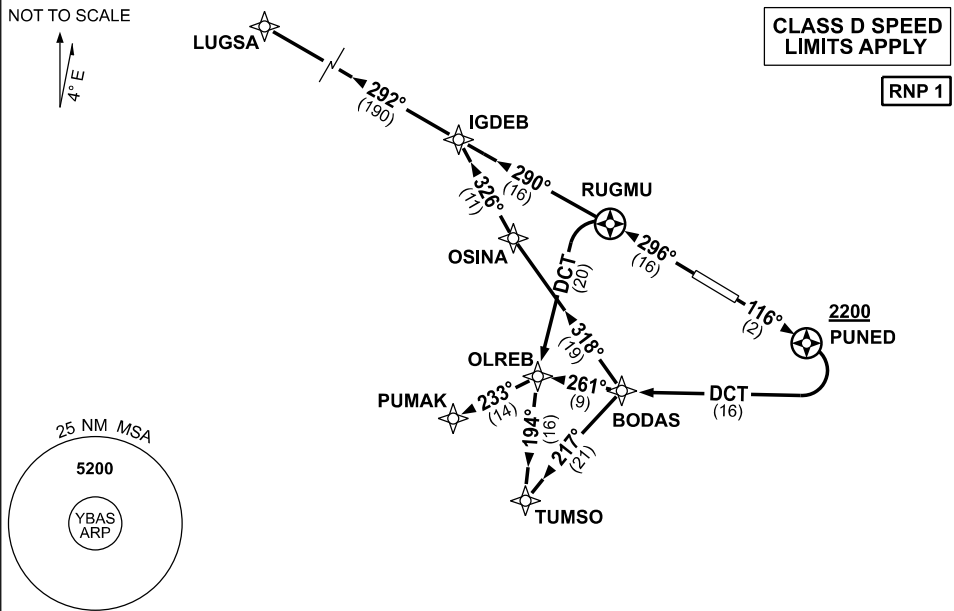 NOT TO SCALE
4° E
CLASS D SPEED
LIMITS APPLY
RNP 1
LUGSA
292°
(190)
IGDEB
290°
(16)
RUGMU
326°
(11)
OSINA
296°
(16)
DCT
(20)
116°
(2)
2200
PUNED
318°
(19)
OLREB
261°
(9)
BODAS
DCT
(16)
PUMAK
233°
(14)
194°
(16)
217°
(21)
TUMSO
25 NM MSA
5200
YBAS
ARP